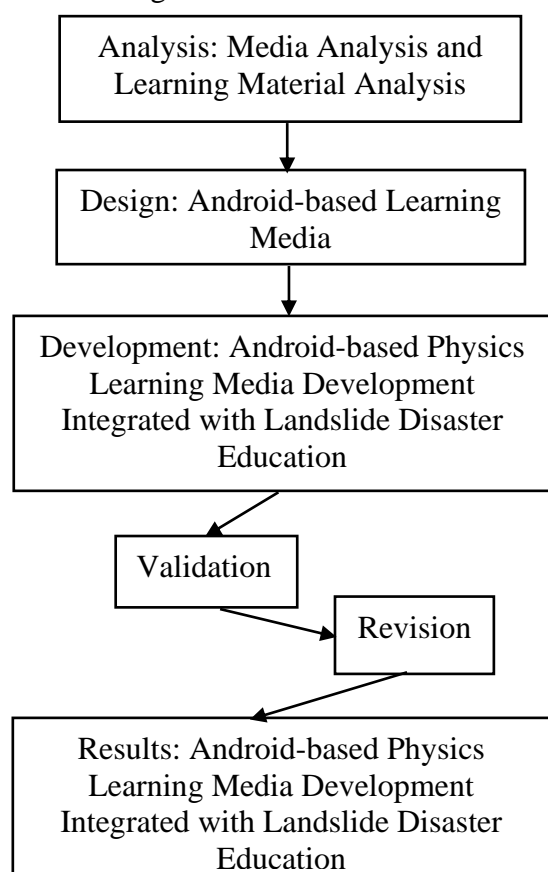 Analysis: Media Analysis and
Learning Material Analysis
Design: Android-based Learning
Media
Development: Android-based Physics
Learning Media Development
Integrated with Landslide Disaster
Education
Validation
Revision
Results: Android-based Physics
Learning Media Development
Integrated with Landslide Disaster
Education